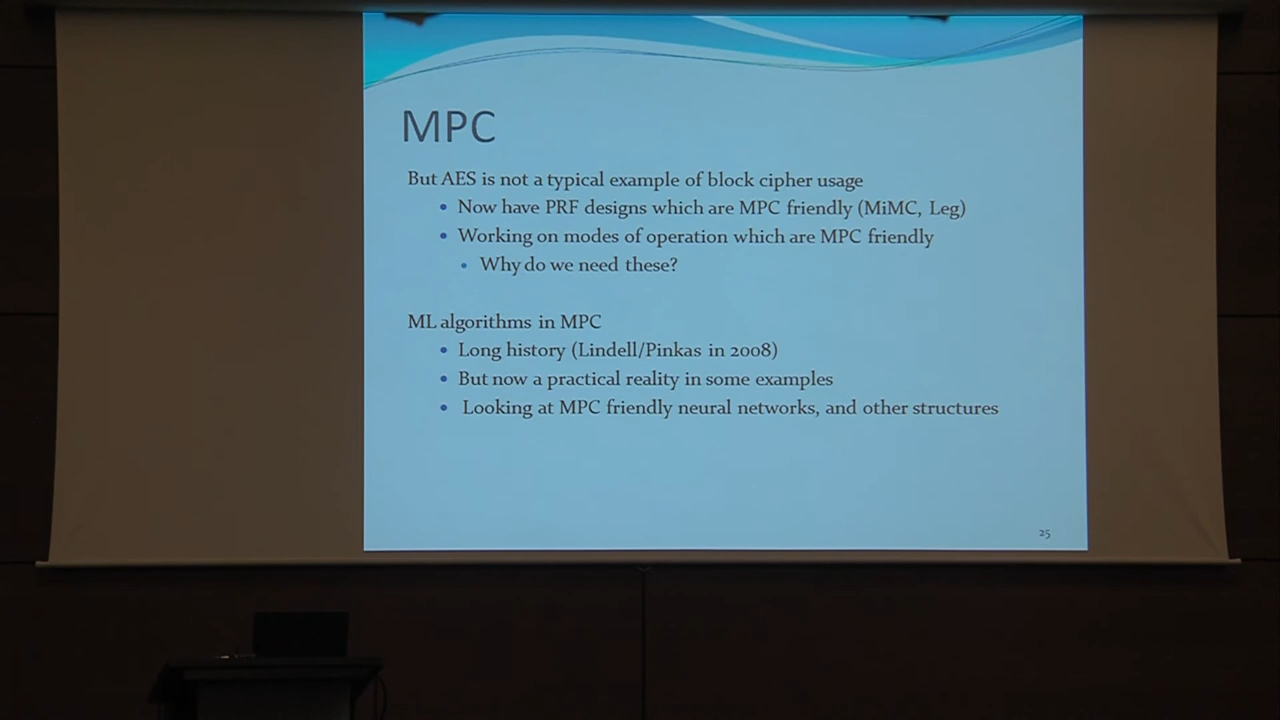 MPC
But AES is not a typical example of block cipher usage
• Now have PRF designs which are MPC friendly (MiMC, Leg)
• Working on modes of operation which are MPC friendly
• Why do we need these?
ML algorithms in MPC
• Long history (Lindell/Pinkas in 2008)
• But now a practical reality in some examples
• Looking at MPC friendly neural networks, and other structures
25